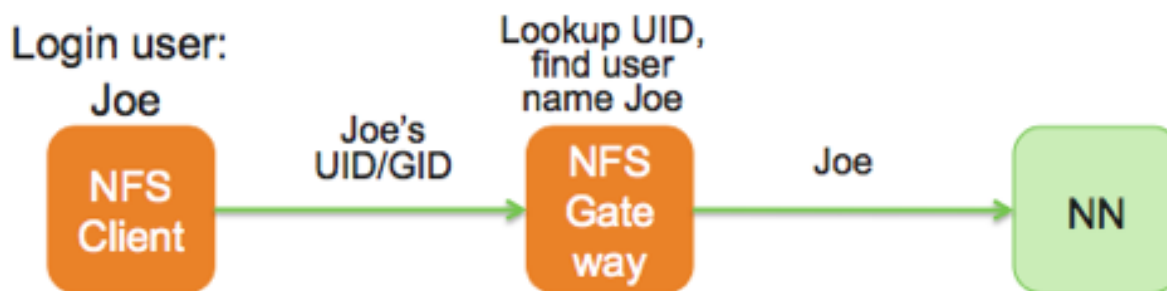 Login user:
Joe
NFS
Client
Joe's
UID/GID
Lookup UID,
find user
name Joe
NFS
Gate
way
Joe
NN